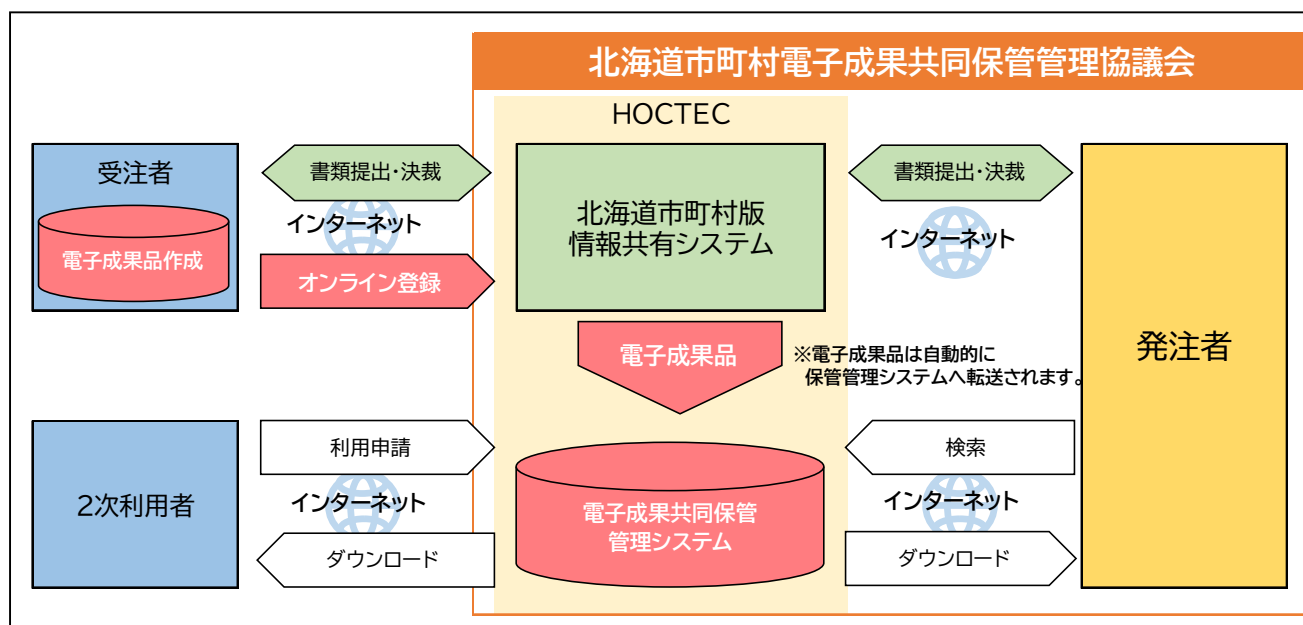 北海道市町村電子成果共同保管管理協議会
HOCTEC
受注者
電子成果品作成
書類提出・決裁
インターネット
オンライン登録
北海道市町村版
情報共有システム
書類提出・決裁
インターネット
発注者
電子成果品
※電子成果品は自動的に
保管管理システムへ転送されます。
2次利用者
利用申請
インターネット
ダウンロード
電子成果共同保管
管理システム
検索
インターネット
ダウンロード